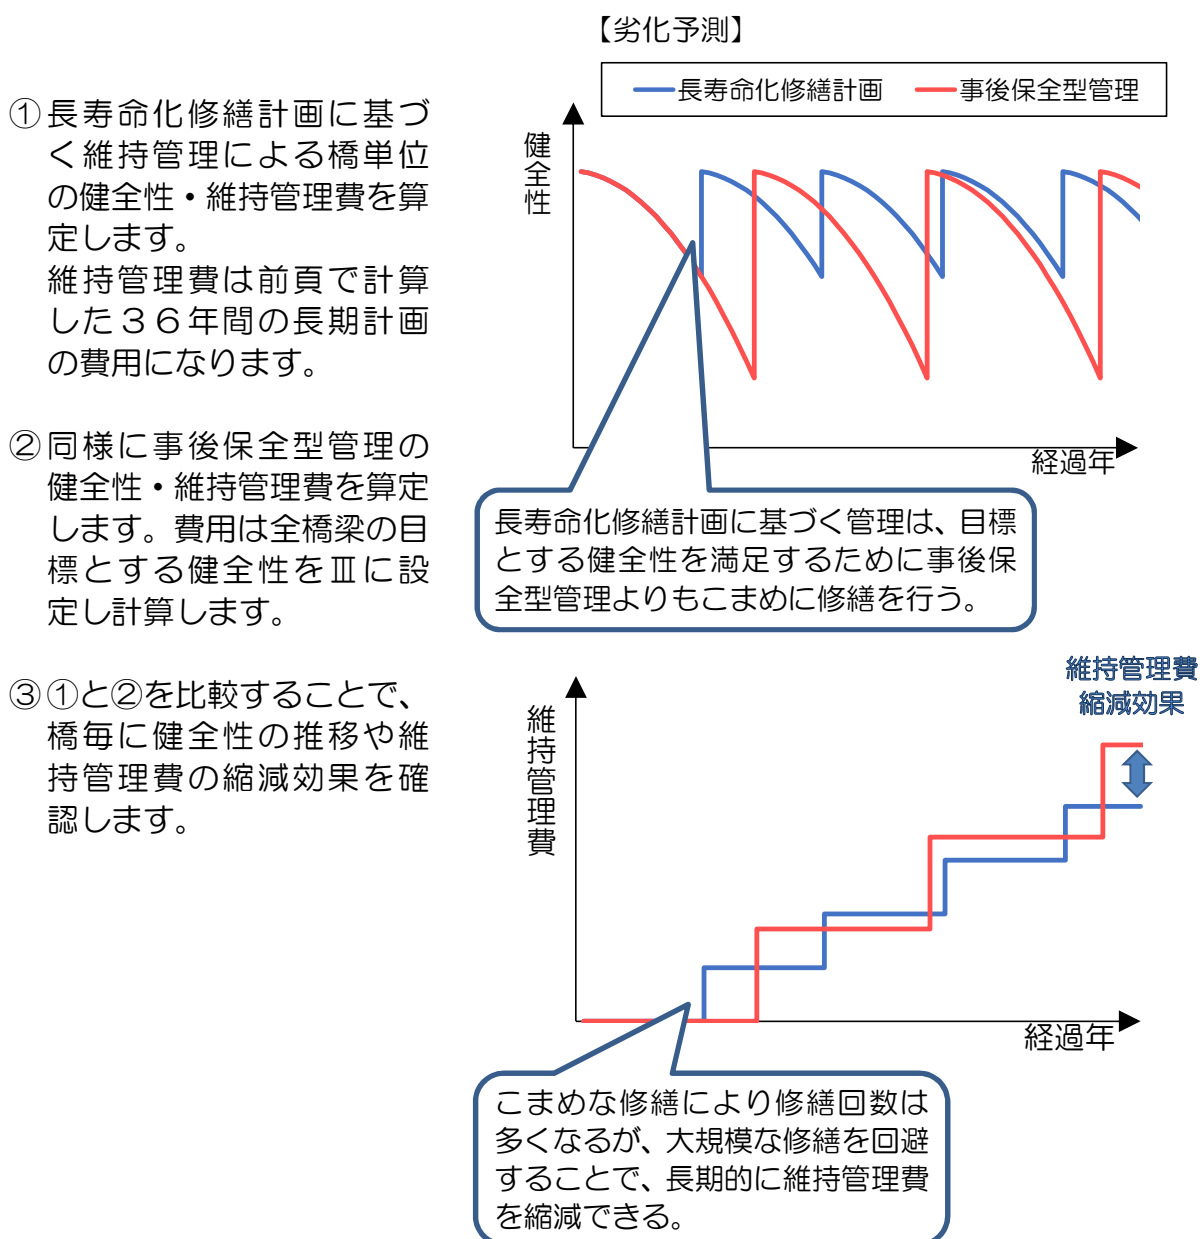 ①長寿命化修繕計画に基づ
く維持管理による橋単位
の健全性・維持管理費を算
定します。
維持管理費は前頁で計算
した３６年間の長期計画
の費用になります。
②同様に事後保全型管理の
健全性・維持管理費を算定
します。費用は全橋梁の目
標とする健全性をⅢに設
定し計算します。
③①と②を比較することで、
橋毎に健全性の推移や維
持管理費の縮減効果を確
認します。
【劣化予測】
長寿命化修繕計画
事後保全型管理
健全性
経過年
長寿命化修繕計画に基づく管理は、目標
とする健全性を満足するために事後保
全型管理よりもこまめに修繕を行う。
維持管理費
縮減効果
維持管理費
経過年
こまめな修繕により修繕回数は
多くなるが、大規模な修繕を回避
することで、長期的に維持管理費
を縮減できる。